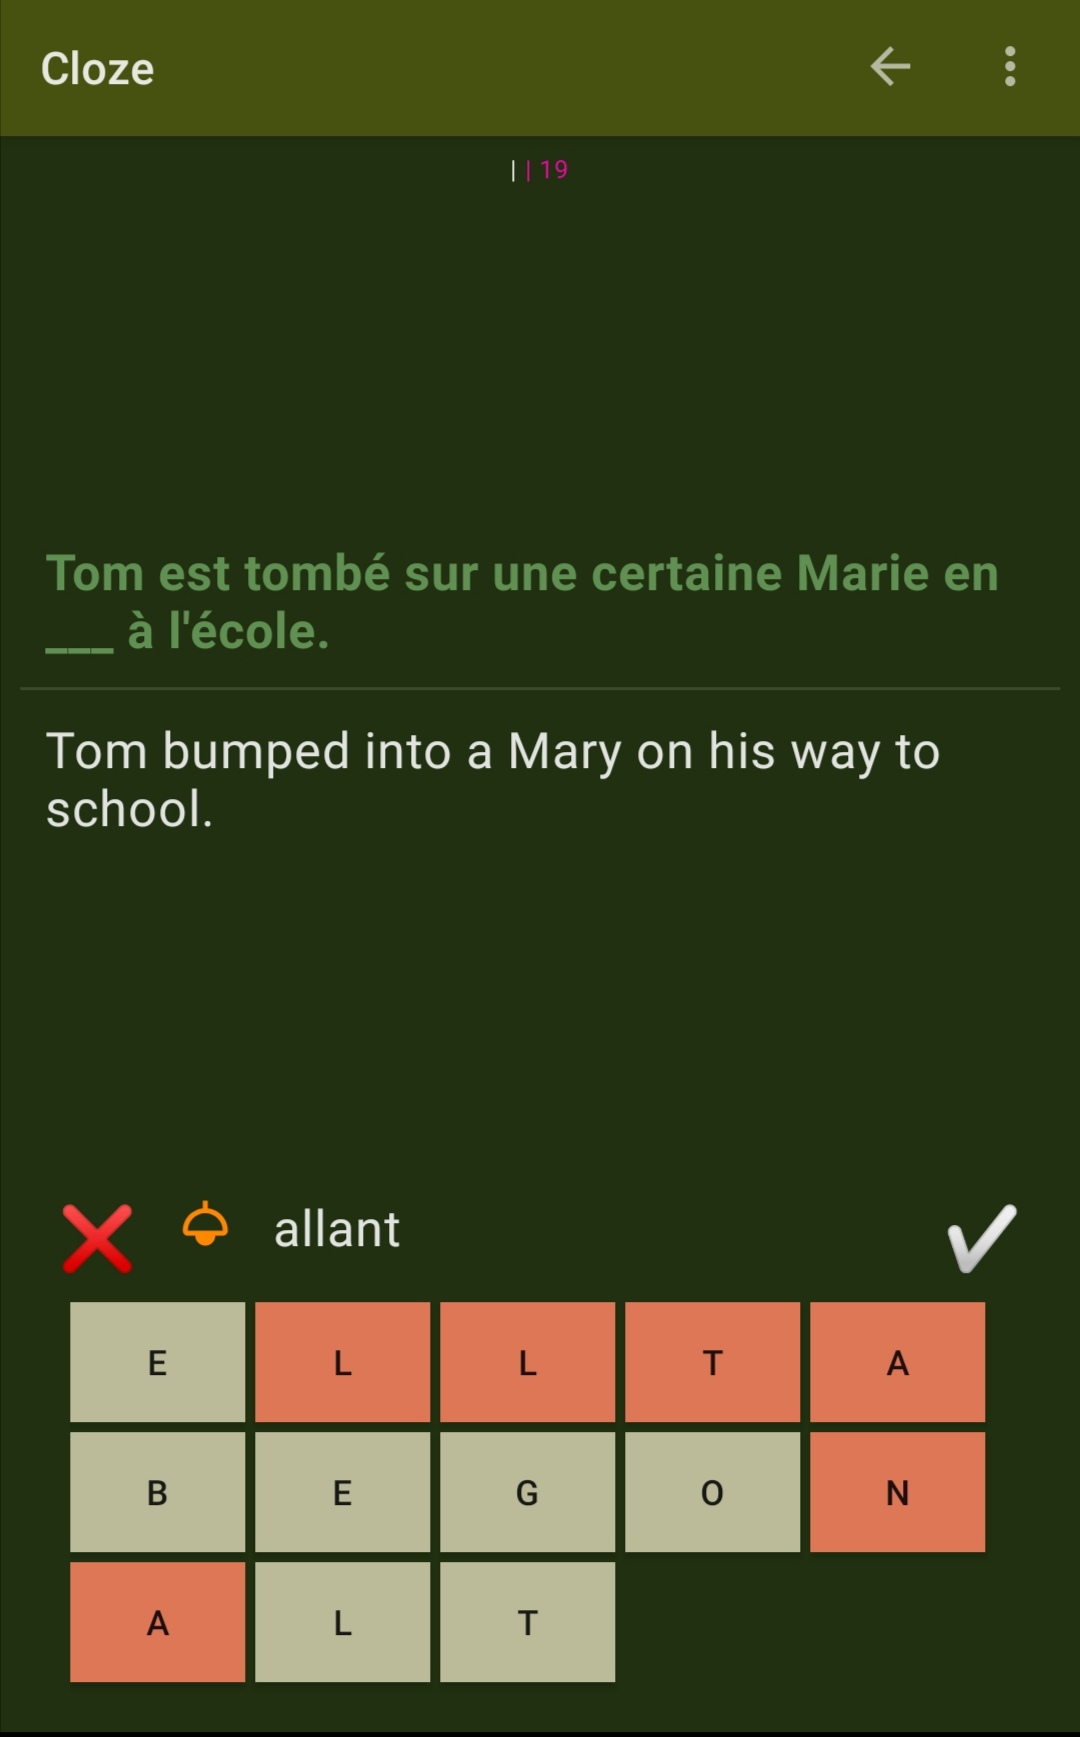 Cloze
| | 19
Tom est tombé sur une certaine Marie en
___ à l'école.
Tom bumped into a Mary on his way to
school.
allant
E L L T A
B E G O N
A L T